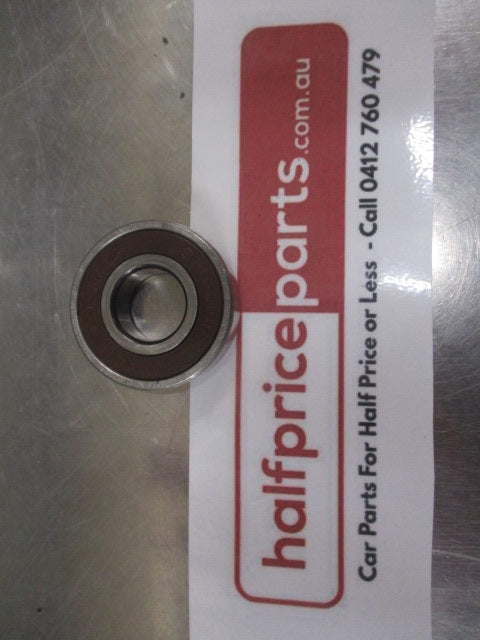 halfpriceparts.com.au
Car Parts For Half Price or Less - Call 0412 760 479